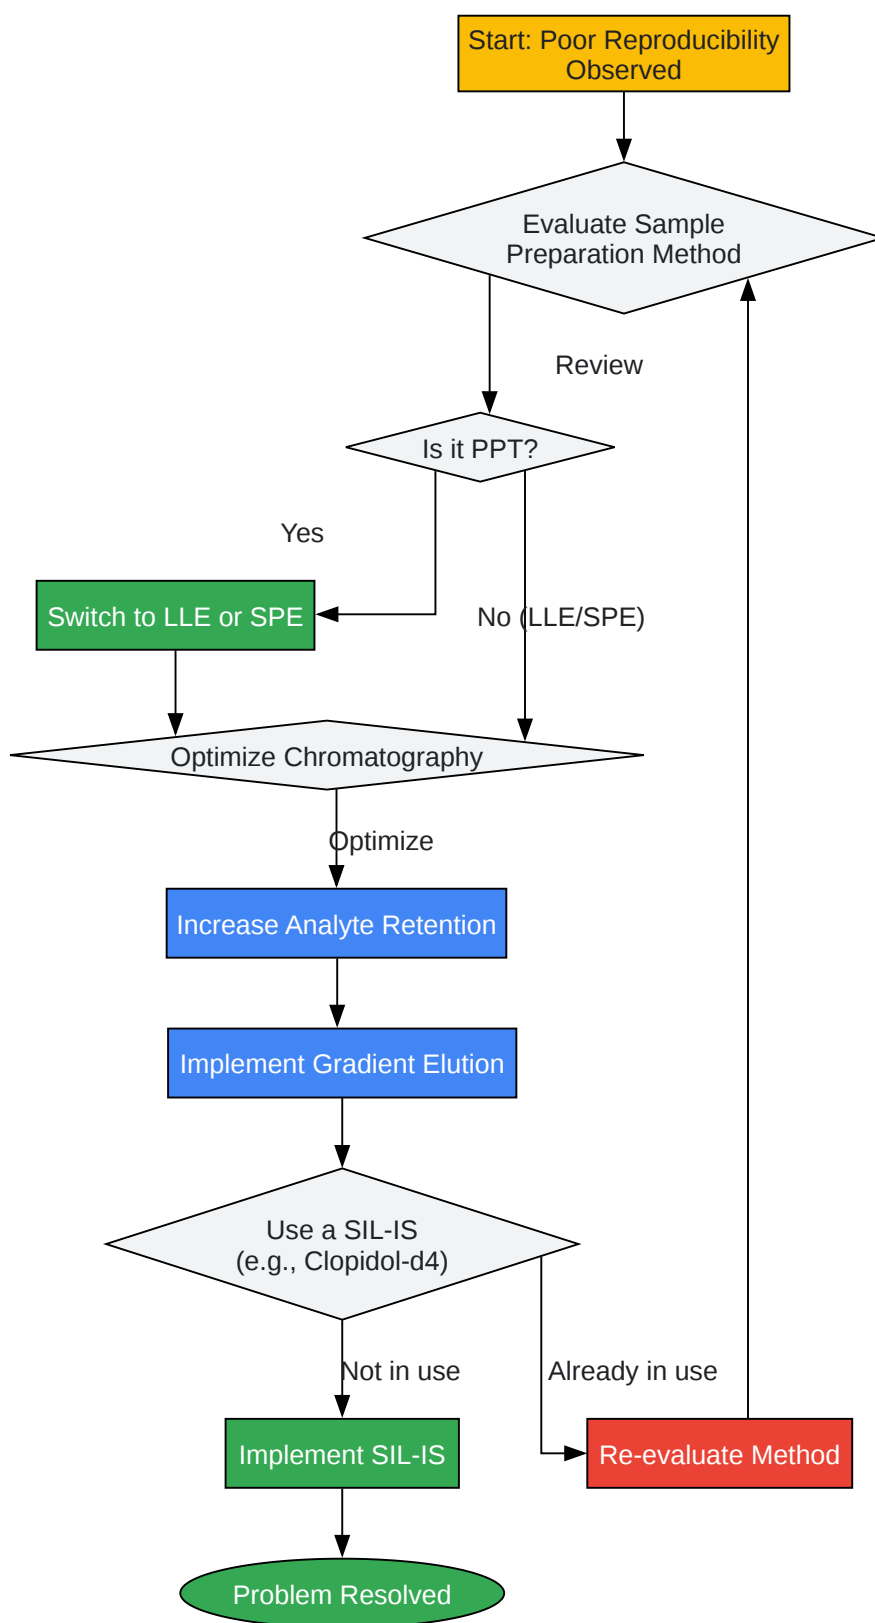 Start: Poor Reproducibility
Observed
Evaluate Sample
Preparation Method
Review
Is it PPT?
Yes
Switch to LLE or SPE
No (LLE/SPE)
Optimize Chromatography
Optimize
Increase Analyte Retention
Implement Gradient Elution
Use a SIL-IS
(e.g., Clopidol-d4)
Not in use
Already in use
Implement SIL-IS
Re-evaluate Method
Problem Resolved